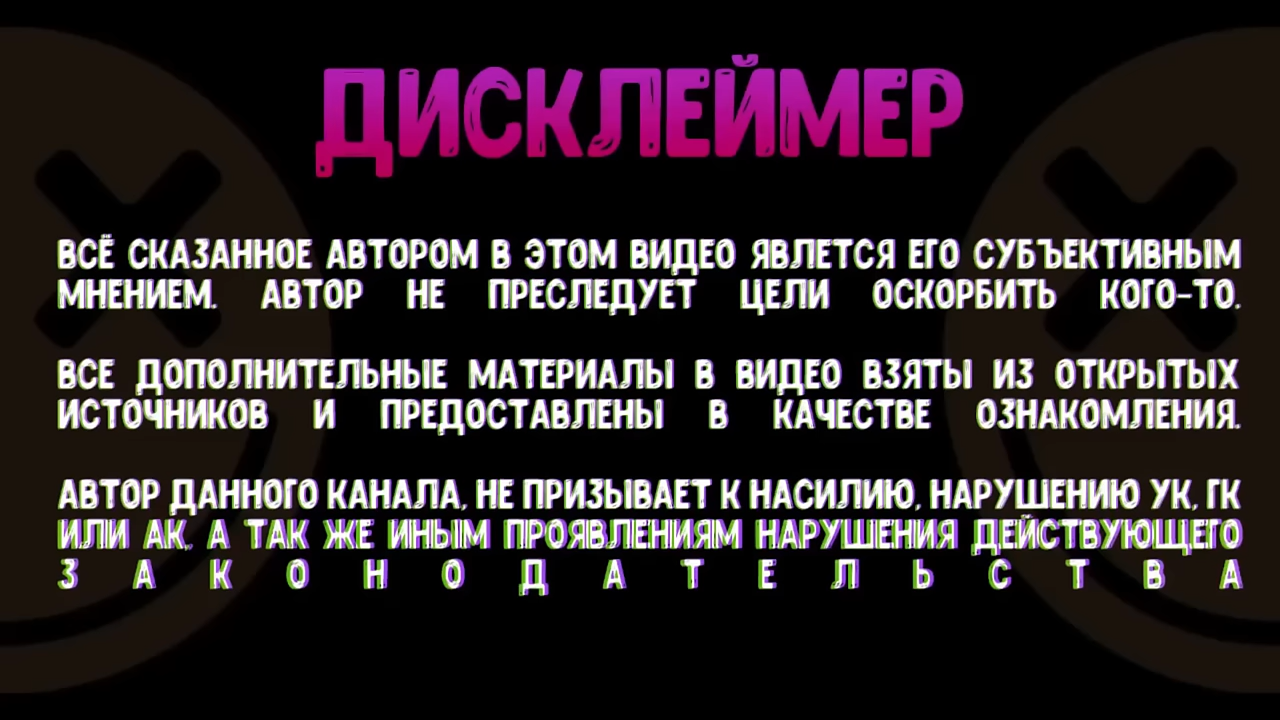 ДИСКЛЕЙМЕР
ВСЁ СКАЗАННОЕ АВТОРОМ В ЭТОМ ВИДЕО ЯВЛЕТСЯ ЕГО СУБЪЕКТИВНЫМ
МНЕНИЕМ. АВТОР НЕ ПРЕСЛЕДУЕТ ЦЕЛИ ОСКОРБИТЬ КОГО-ТО.
ВСЕ ДОПОЛНИТЕЛЬНЫЕ МАТЕРИАЛЫ В ВИДЕО ВЗЯТЫ ИЗ ОТКРЫТЫХ
ИСТОЧНИКОВ И ПРЕДОСТАВЛЕНЫ В КАЧЕСТВЕ ОЗНАКОМЛЕНИЯ.
АВТОР ДАННОГО КАНАЛА, НЕ ПРИЗЫВАЕТ К НАСИЛИЮ, НАРУШЕНИЮ УК, ГК
ИЛИ АК, А ТАК ЖЕ ИНЫМ ПРОЯВЛЕНИЯМ НАРУШЕНИЯ ДЕЙСТВУЮЩЕГО
З А К О Н О Д А Т Е Л Ь С Т В А